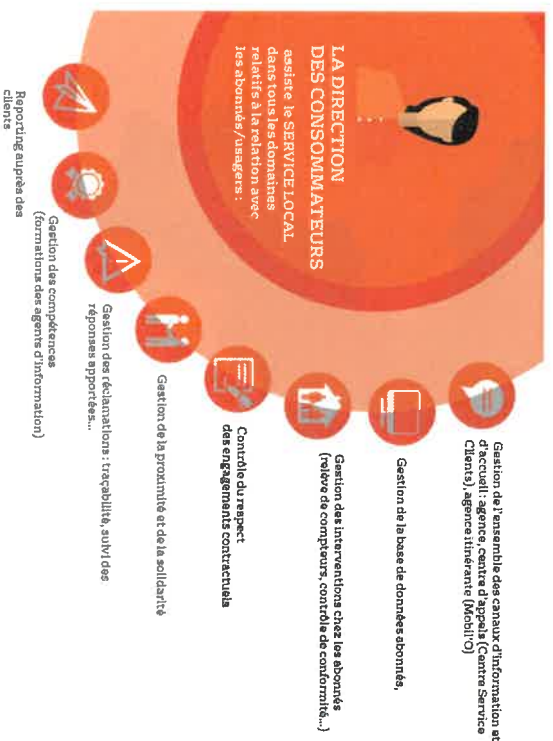 LA DIRECTION
DES CONSOMMATEURS
assiste le SERVICE LOCAL
dans tous les domaines
relatifs à la relation avec
les abonnés/usagers :
Gestion de l'ensemble des canaux d'information et
d'accueil : agence, centre d'appels (Centre Service
Clients), agence itinérante (Mobil'O)
Gestion de la base de données abonnés,
Gestion des interventions chez les abonnés
(relève de compteurs, contrôle de conformité...)
Contrôle du respect
des engagements contractuels
Gestion de la proximité et de la solidarité
Gestion des réclamations : traçabilité, suivi des
réponses apportées...
Gestion des compétences
(formations des agents d'information)
Reporting auprès des
clients